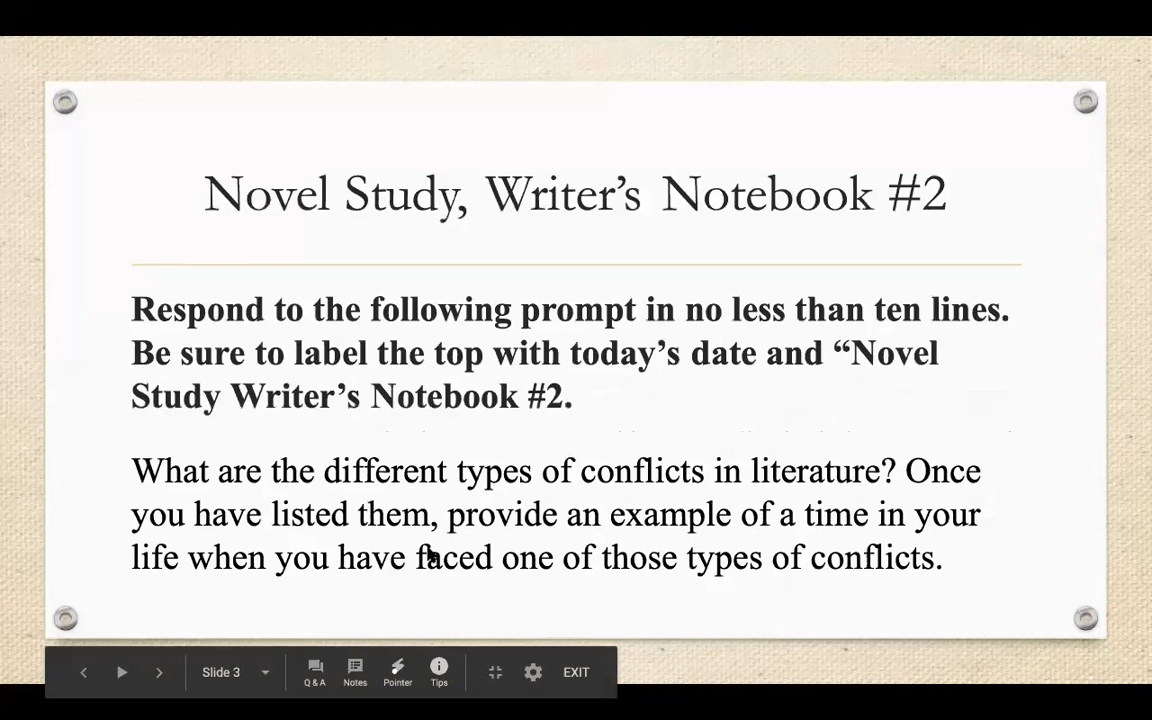 Novel Study, Writer’s Notebook #2
Respond to the following prompt in no less than ten lines.
Be sure to label the top with today’s date and “Novel
Study Writer’s Notebook #2.
What are the different types of conflicts in literature? Once
you have listed them, provide an example of a time in your
life when you have faced one of those types of conflicts.
Slide 3
Q & A
Notes
Pointer
Tips
EXIT